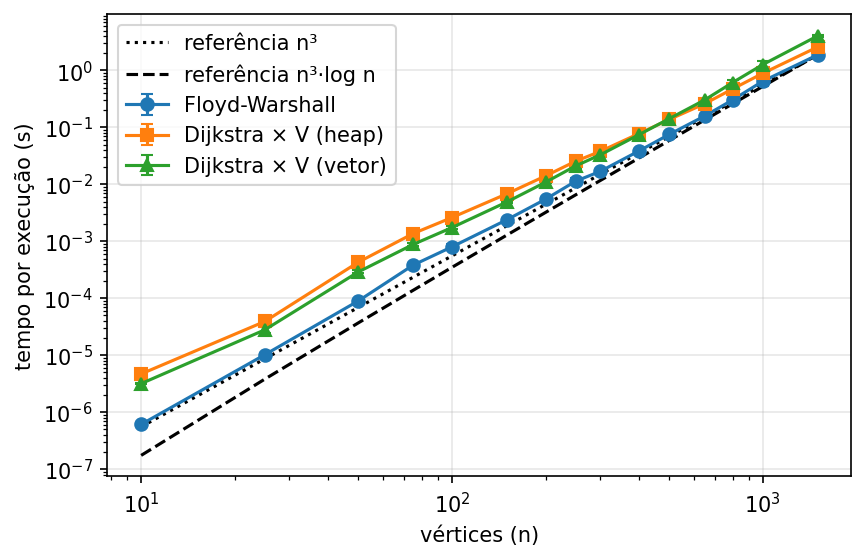 referência n³
referência n³·log n
Floyd-Warshall
Dijkstra × V (heap)
Dijkstra × V (vetor)
tempo por execução (s)
10⁰
10⁻¹
10⁻²
10⁻³
10⁻⁴
10⁻⁵
10⁻⁶
10⁻⁷
10¹ 10² 10³
vértices (n)